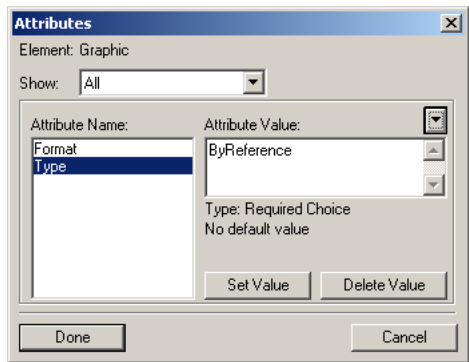 Attributes
Element: Graphic
Show: All
Attribute Name:
Format
Type
Attribute Value:
ByReference
Type: Required Choice
No default value
Set Value
Delete Value
Done
Cancel